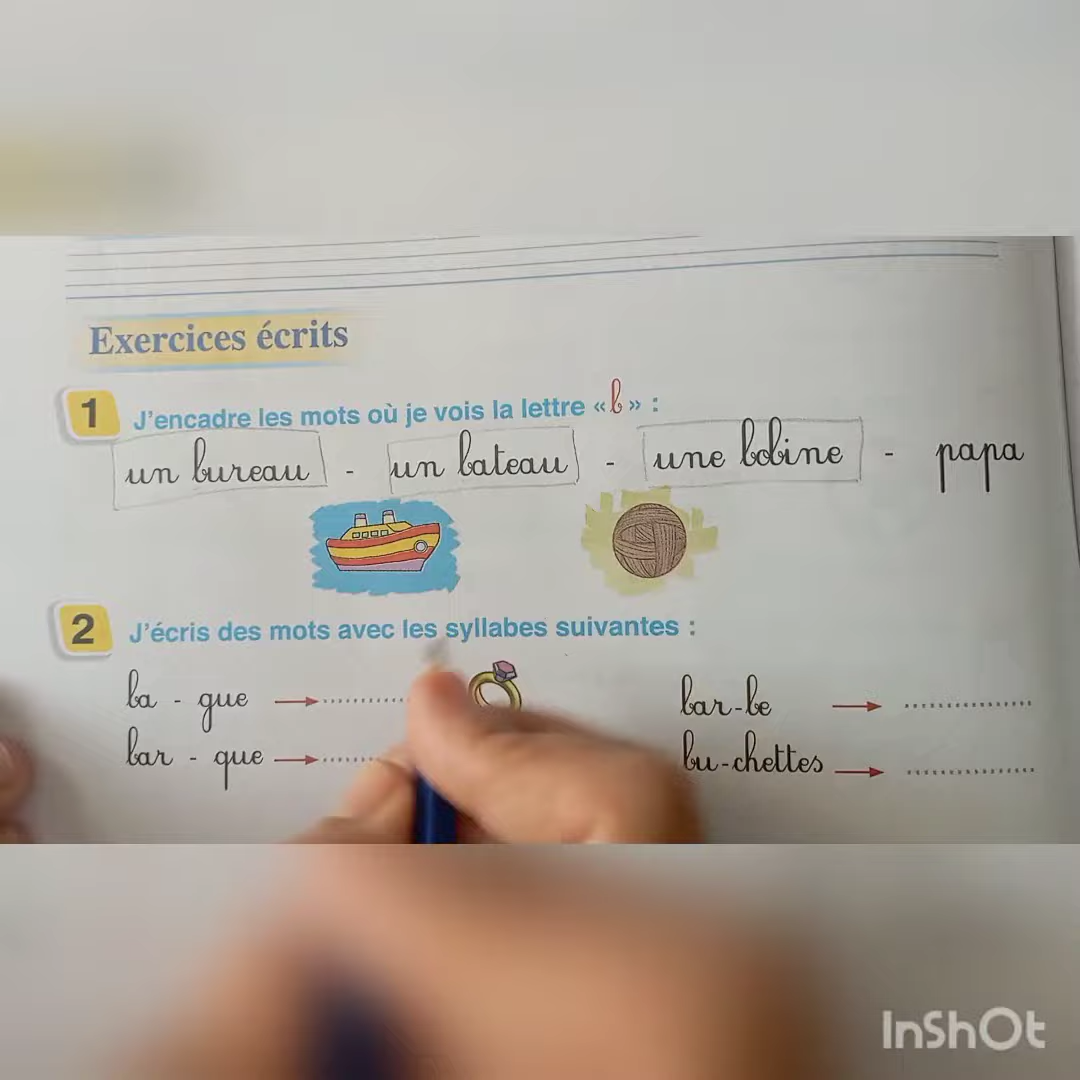 Exercices écrits
1 J'encadre les mots où je vois la lettre «b» :
un bureau - un bateau - une bobine - papa
2 J'écris des mots avec les syllabes suivantes :
ba - gue → .......... bar-be → ..........
bar - que → .......... bu-chettes → ..........
InShOt